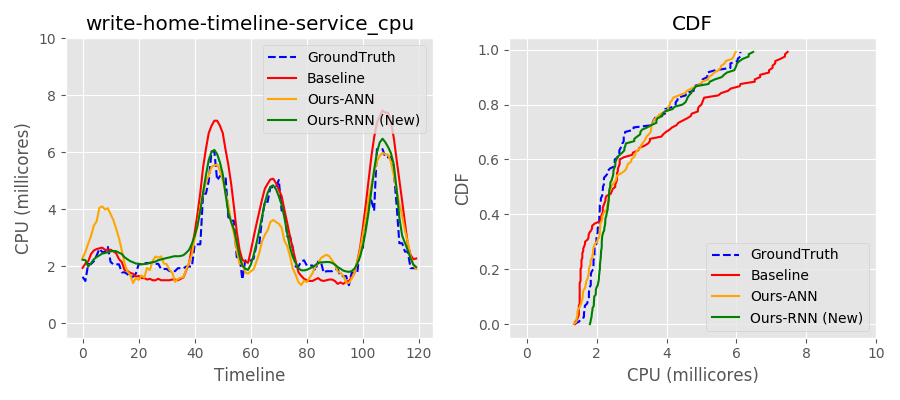 write-home-timeline-service_cpu
CPU (millicores)
10
8
6
4
2
0
GroundTruth
Baseline
Ours-ANN
Ours-RNN (New)
0 20 40 60 80 100 120
Timeline
CDF
CDF
1.0
0.8
0.6
0.4
0.2
0.0
GroundTruth
Baseline
Ours-ANN
Ours-RNN (New)
0 2 4 6 8 10
CPU (millicores)